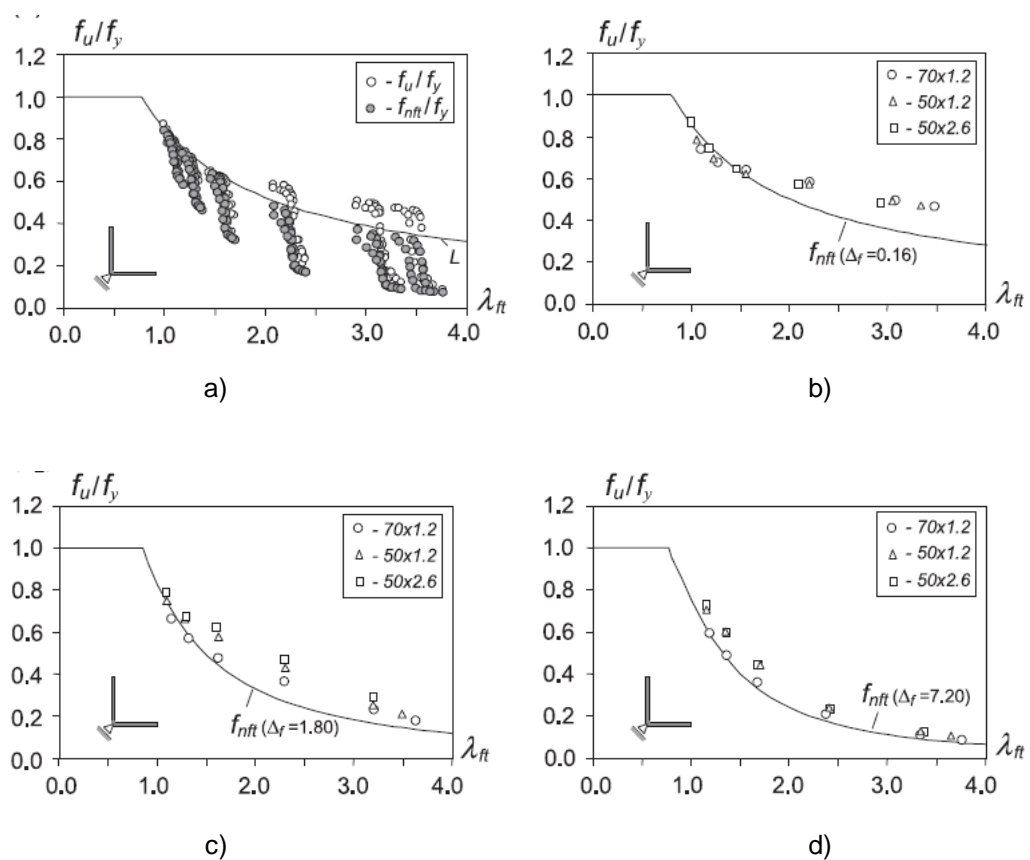 f_u/f_y
1.2
1.0
0.8
0.6
0.4
0.2
0.0
0.0 1.0 2.0 3.0 4.0
λ_ft
○ - f_u/f_y
● - f_nft/f_y
L
a)
f_u/f_y
1.2
1.0
0.8
0.6
0.4
0.2
0.0
0.0 1.0 2.0 3.0 4.0
λ_ft
○ - 70x1.2
△ - 50x1.2
□ - 50x2.6
f_nft (Δ_f =0.16)
b)
f_u/f_y
1.2
1.0
0.8
0.6
0.4
0.2
0.0
0.0 1.0 2.0 3.0 4.0
λ_ft
○ - 70x1.2
△ - 50x1.2
□ - 50x2.6
f_nft (Δ_f =1.80)
c)
f_u/f_y
1.2
1.0
0.8
0.6
0.4
0.2
0.0
0.0 1.0 2.0 3.0 4.0
λ_ft
○ - 70x1.2
△ - 50x1.2
□ - 50x2.6
f_nft (Δ_f =7.20)
d)